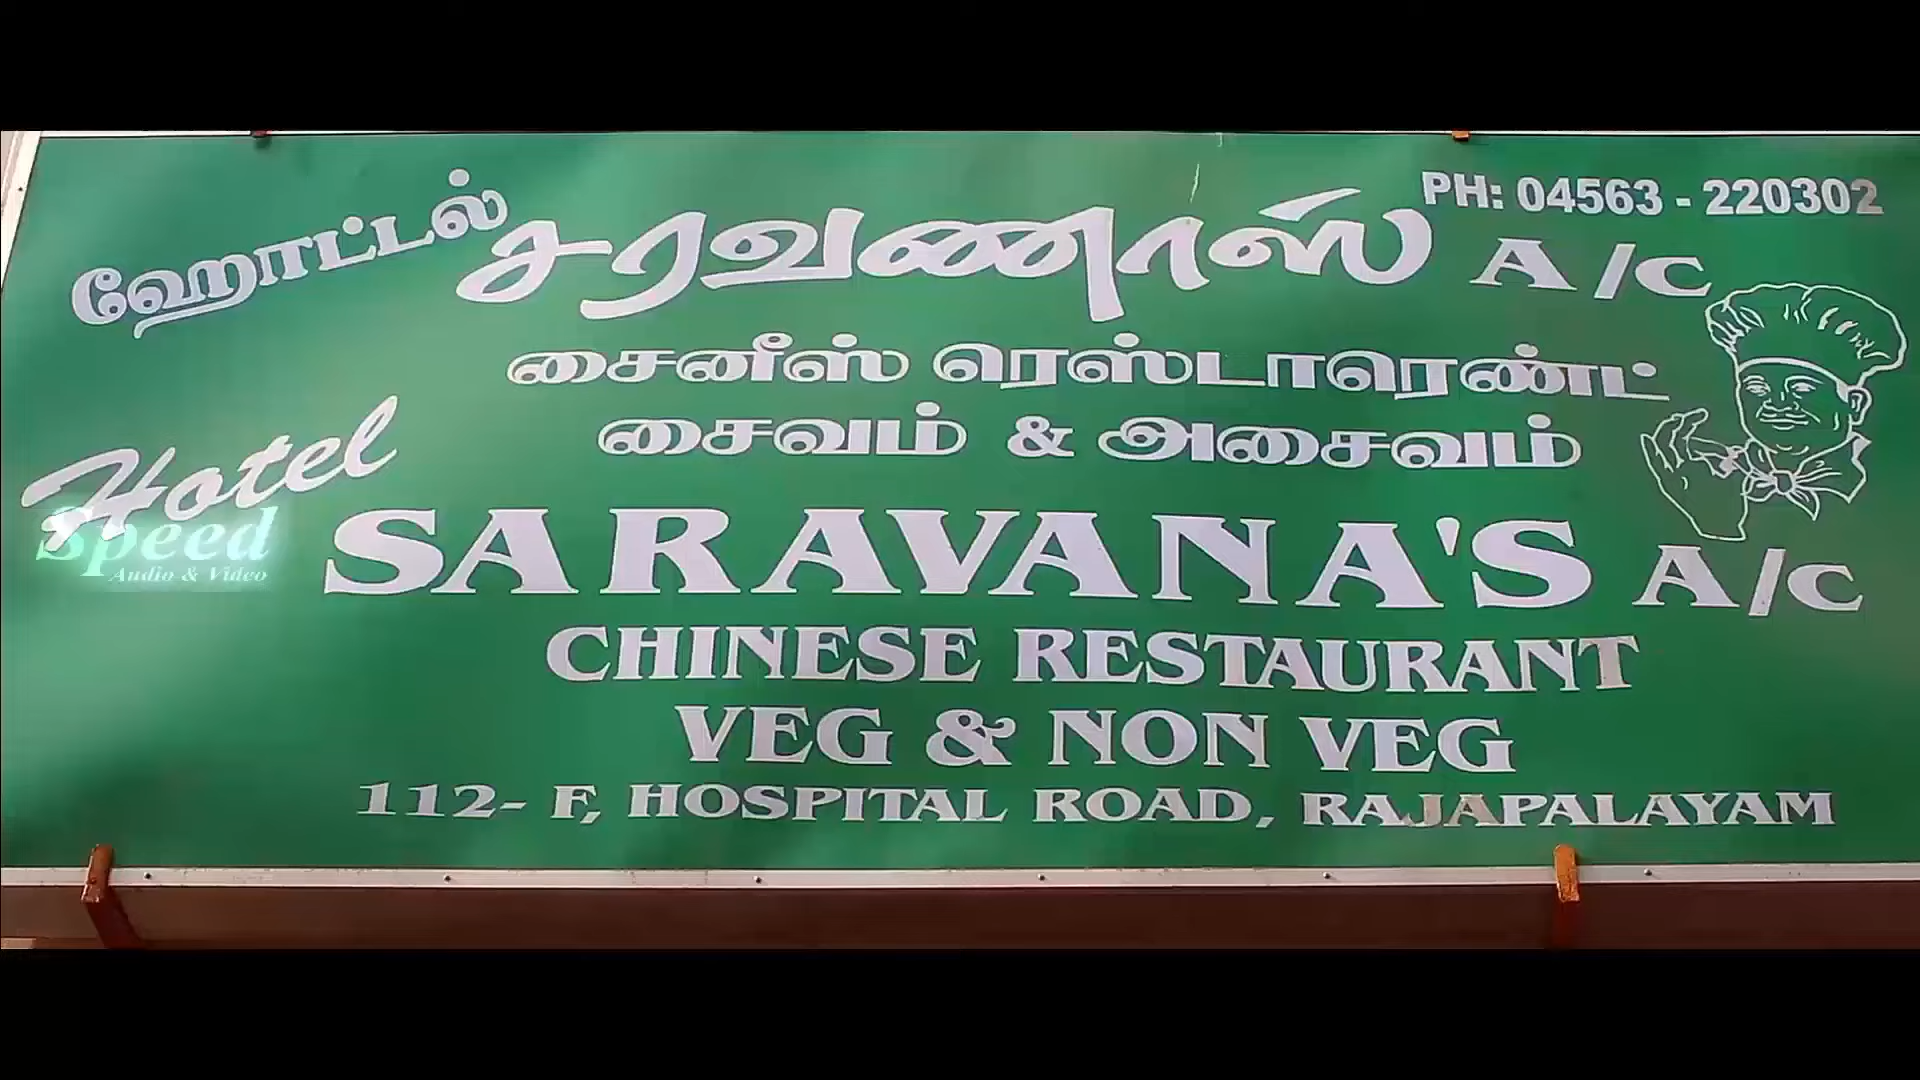 PH: 04563 - 220302
ஹோட்டல் சரவணாஸ் A/C
சைனீஸ் ரெஸ்டாரெண்ட்
சைவம் & அசைவம்
Hotel
SARAVANA'S A/C
Speed
Audio & Video
CHINESE RESTAURANT
VEG & NON VEG
112- F, HOSPITAL ROAD, RAJAPALAYAM